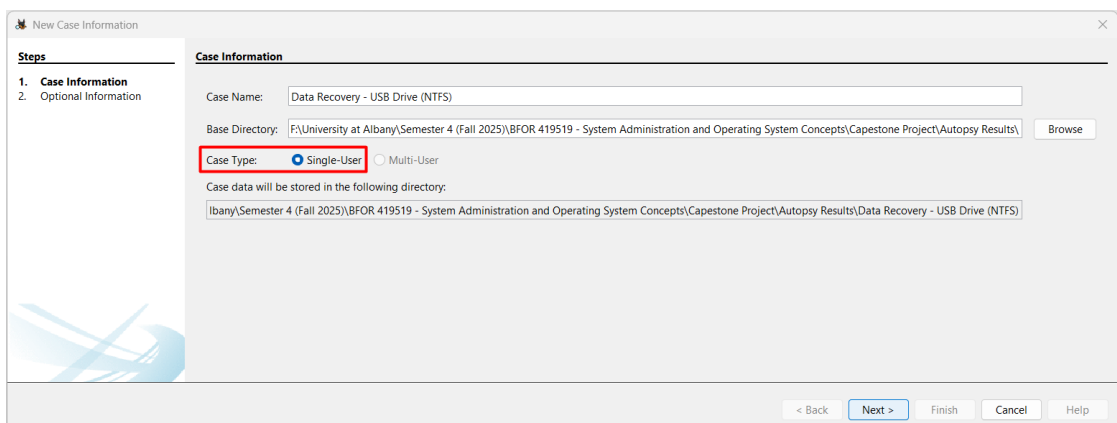 New Case Information
Steps
1. Case Information
2. Optional Information
Case Information
Case Name: Data Recovery - USB Drive (NTFS)
Base Directory: F:\University at Albany\Semester 4 (Fall 2025)\BFOR 419519 - System Administration and Operating System Concepts\Capestone Project\Autopsy Results\ Browse
Case Type: Single-User Multi-User
Case data will be stored in the following directory:
lbany\Semester 4 (Fall 2025)\BFOR 419519 - System Administration and Operating System Concepts\Capestone Project\Autopsy Results\Data Recovery - USB Drive (NTFS)
< Back Next > Finish Cancel Help